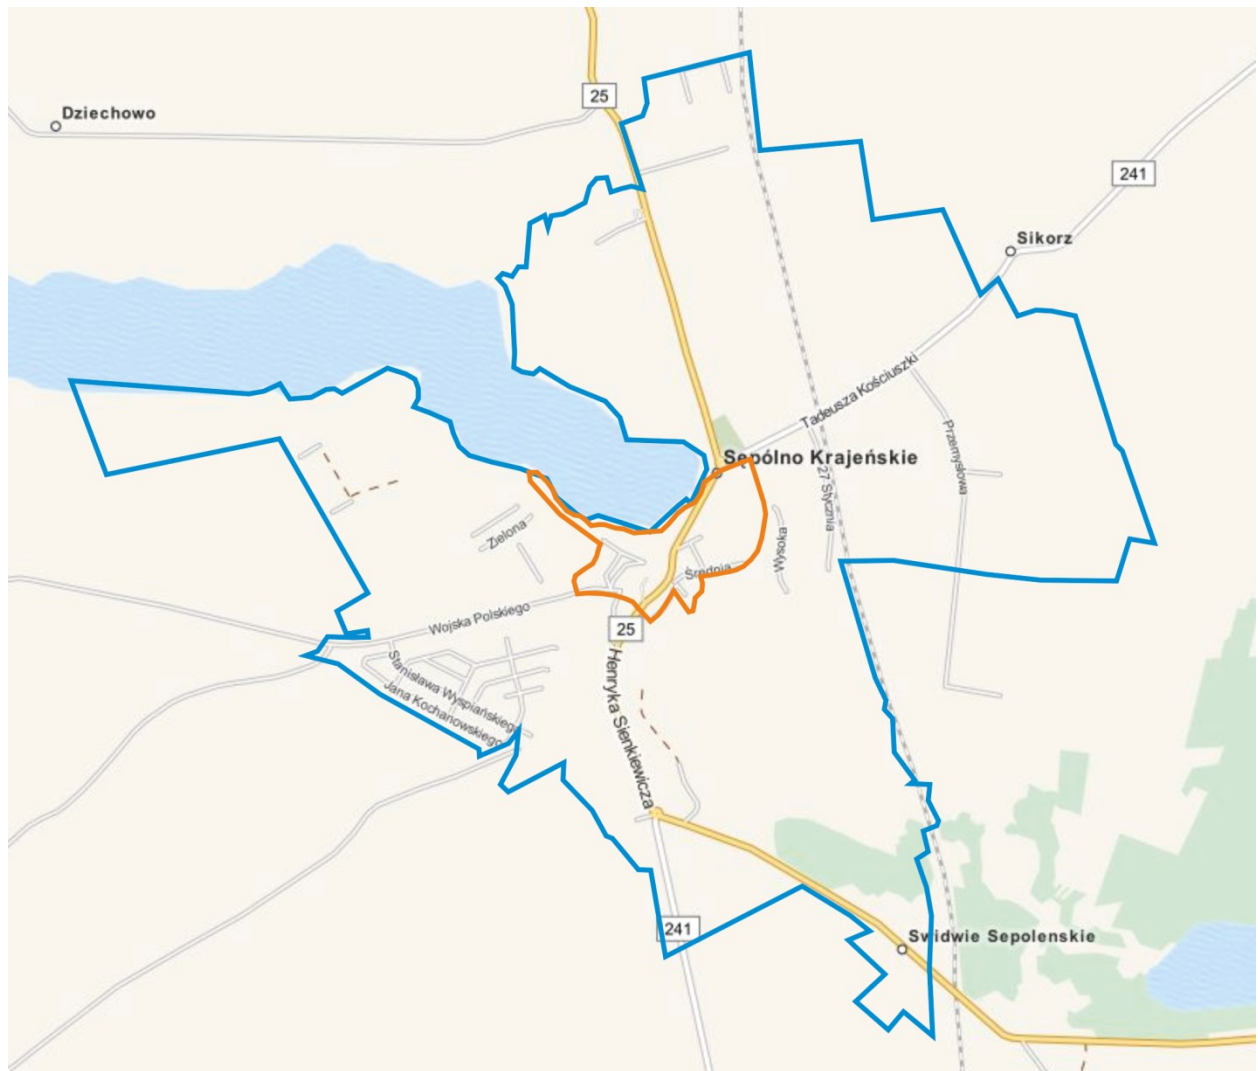 25
Dziechowo
241
Sikorz
Tadeusza Kościuszki
Przemysłowa
Sępólno Krajeńskie
27 Stycznia
Zielona
Wysoka
Średnia
Wojska Polskiego
25
Stanisława Wyspiańskiego
Jana Kochanowskiego
Henryka Sienkiewicza
241
Swidwie Sepolenskie